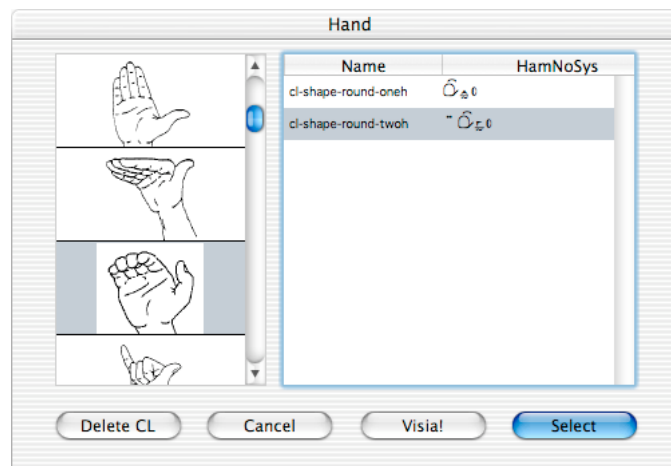 Hand
Name HamNoSys
cl-shape-round-oneh
cl-shape-round-twoh
Delete CL Cancel Visia! Select